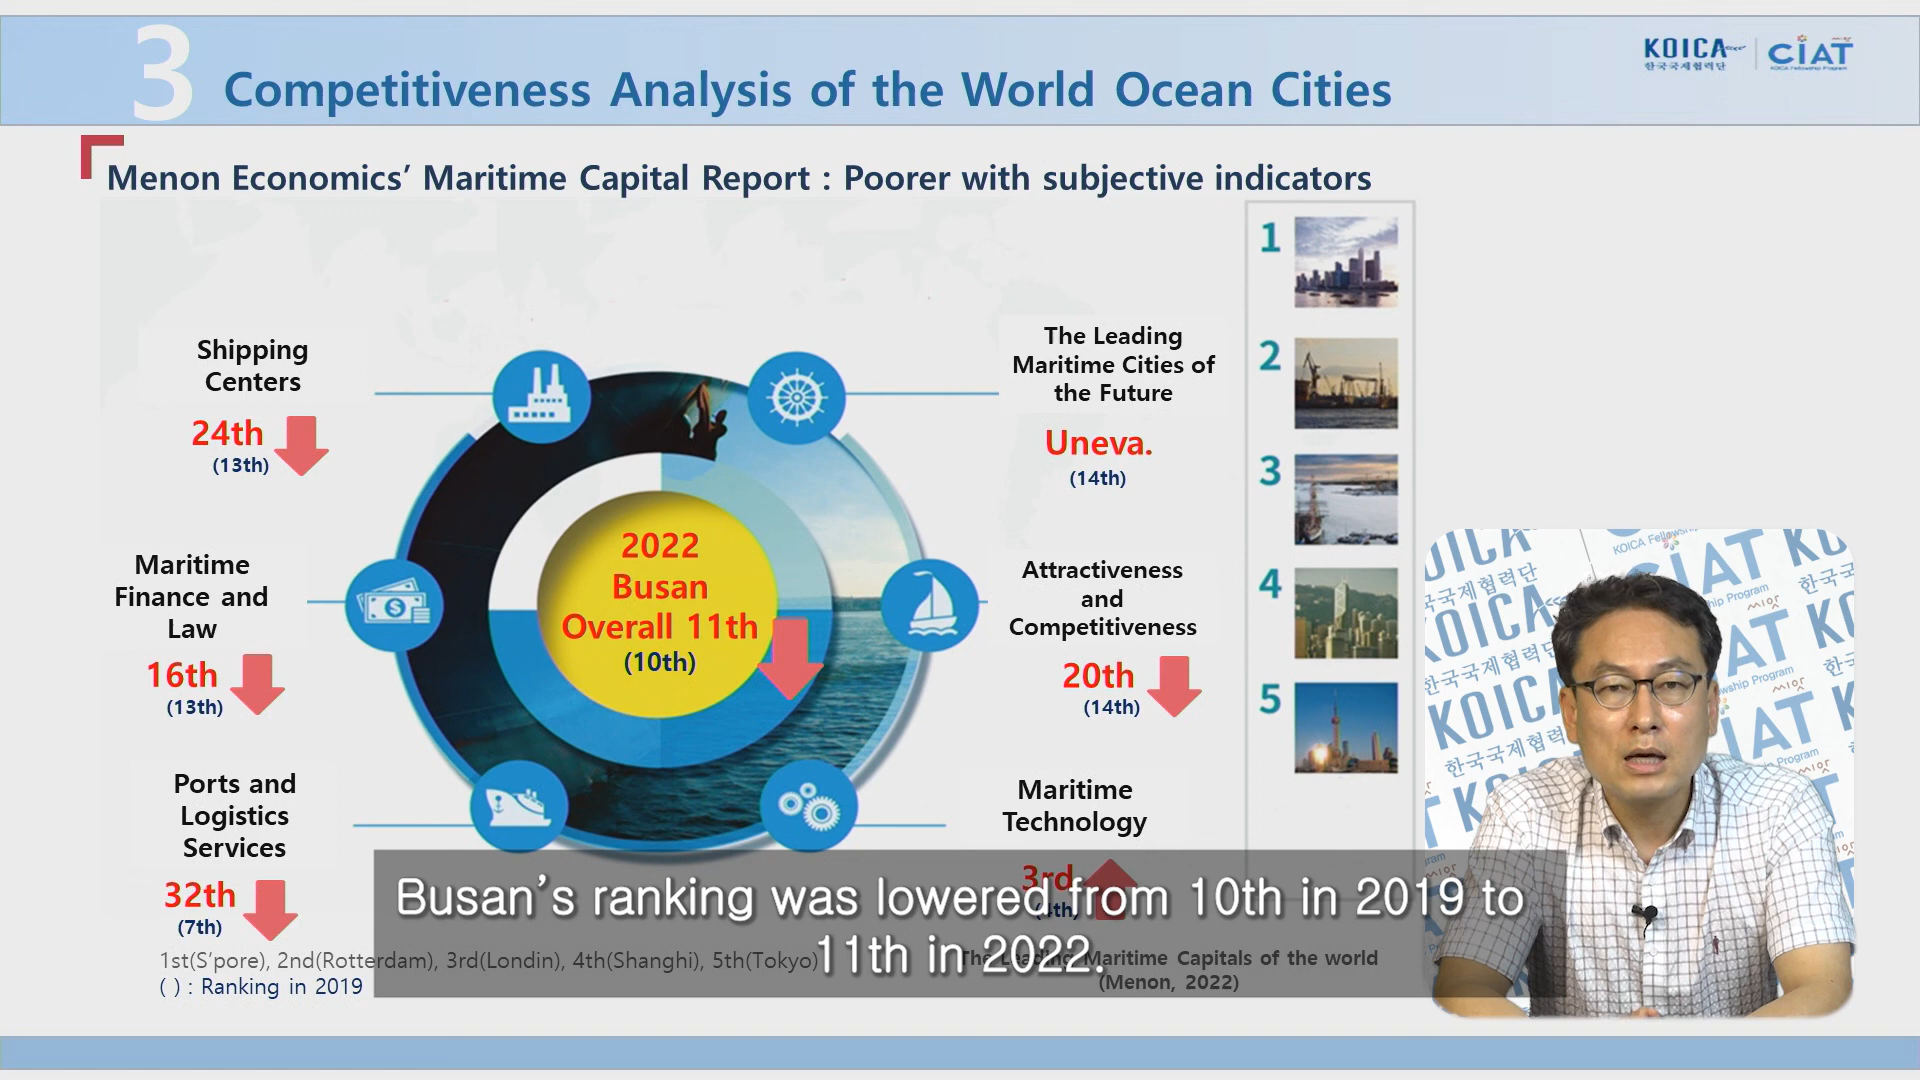 3 Competitiveness Analysis of the World Ocean Cities
KOICA
한국국제협력단
CIAT 씨앗
KOICA Fellowship Program
Menon Economics’ Maritime Capital Report : Poorer with subjective indicators
Shipping
Centers
24th
(13th)
Maritime
Finance and
Law
16th
(13th)
Ports and
Logistics
Services
32th
(7th)
2022
Busan
Overall 11th
(10th)
The Leading
Maritime Cities of
the Future
Uneva.
(14th)
Attractiveness
and
Competitiveness
20th
(14th)
Maritime
Technology
3rd
(4th)
1
2
3
4
5
Busan’s ranking was lowered from 10th in 2019 to
11th in 2022.
1st(S’pore), 2nd(Rotterdam), 3rd(Londin), 4th(Shanghi), 5th(Tokyo)
( ) : Ranking in 2019
The Leading Maritime Capitals of the world
(Menon, 2022)